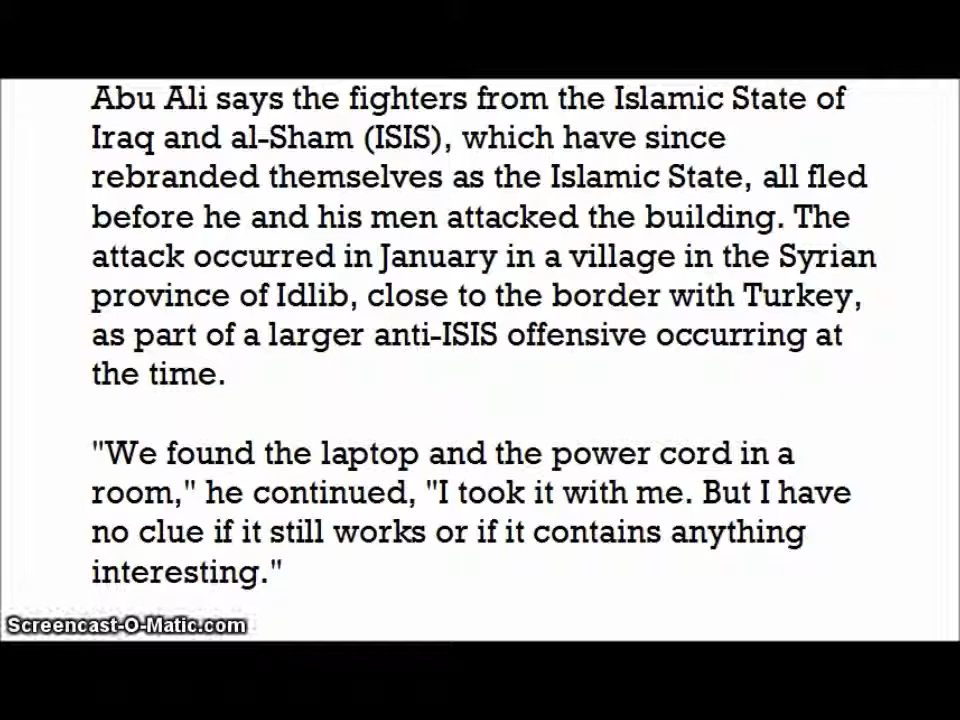 Abu Ali says the fighters from the Islamic State of
Iraq and al-Sham (ISIS), which have since
rebranded themselves as the Islamic State, all fled
before he and his men attacked the building. The
attack occurred in January in a village in the Syrian
province of Idlib, close to the border with Turkey,
as part of a larger anti-ISIS offensive occurring at
the time.
"We found the laptop and the power cord in a
room," he continued, "I took it with me. But I have
no clue if it still works or if it contains anything
interesting."
Screencast-O-Matic.com